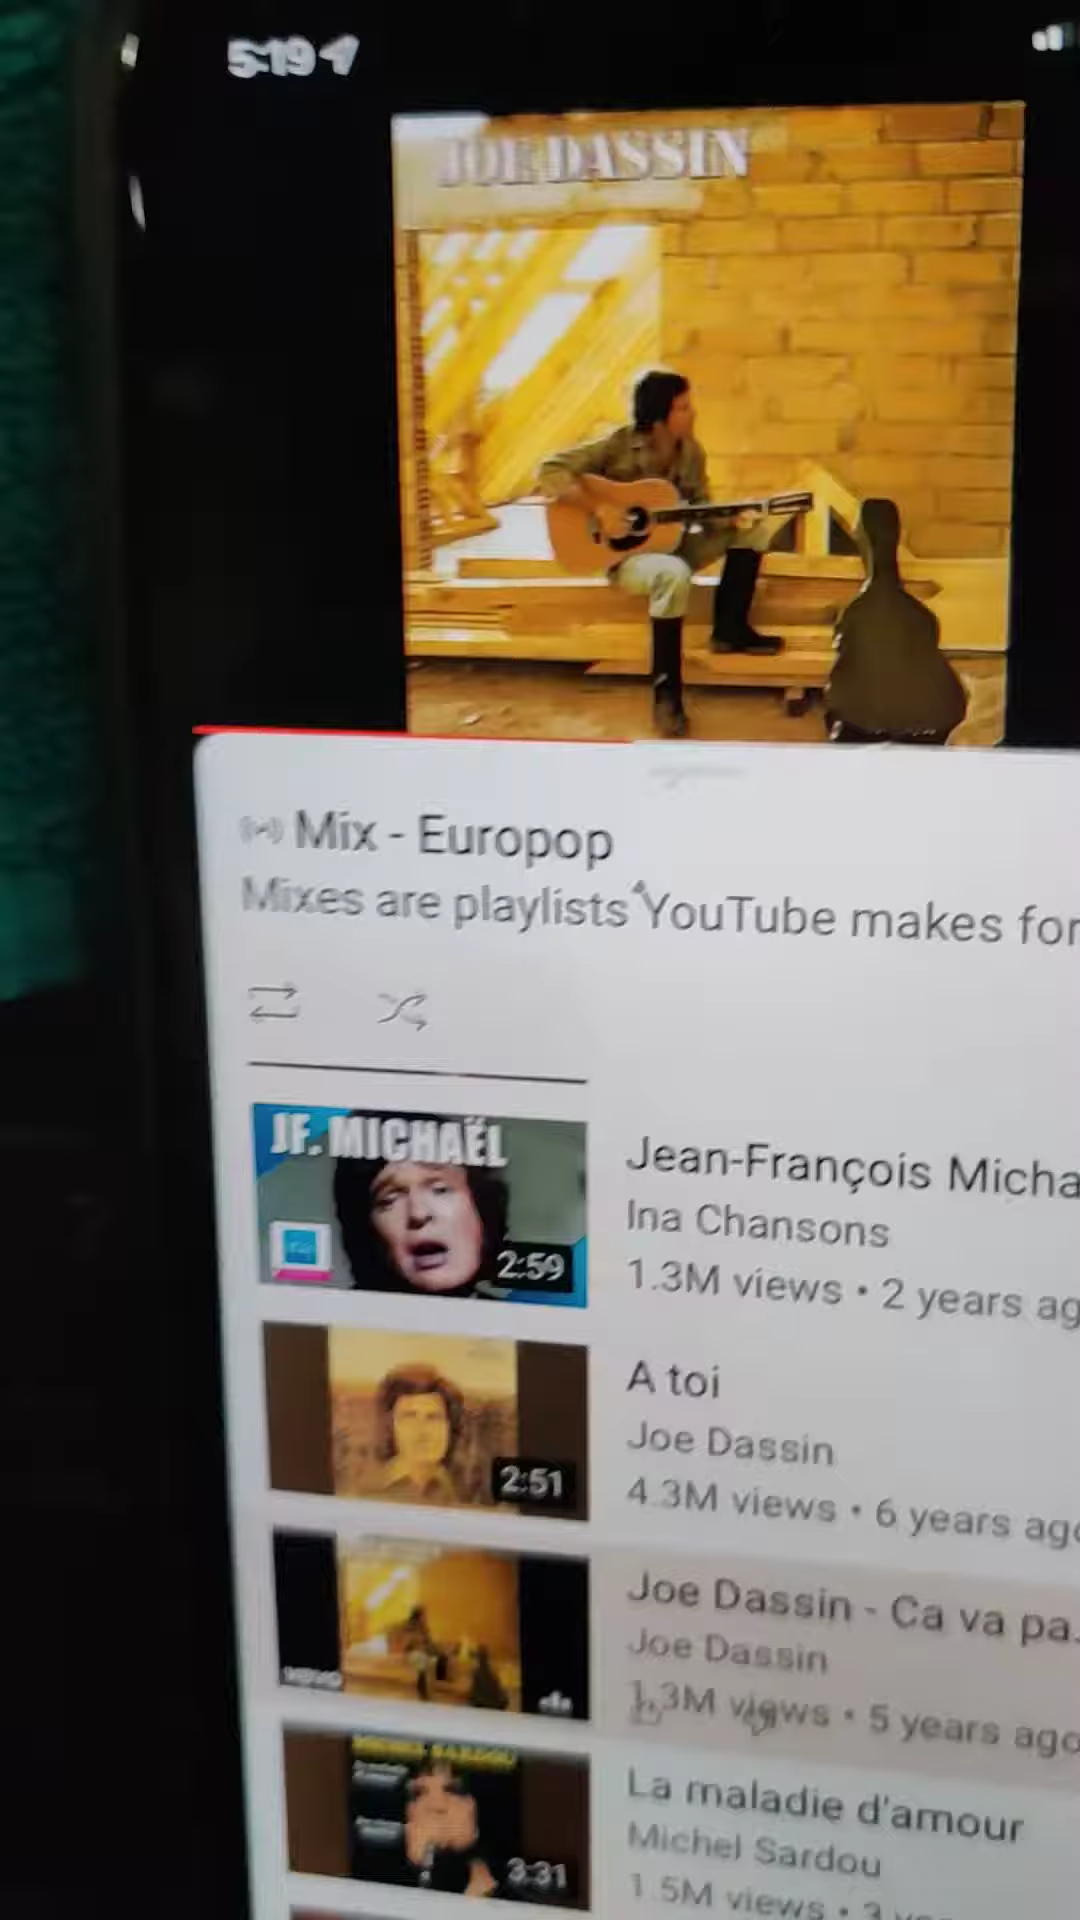 5:19
JOE DASSIN
Mix - Europop
Mixes are playlists YouTube makes for
JF. MICHAËL
2:59
Jean-François Micha
Ina Chansons
1.3M views • 2 years ag
2:51
A toi
Joe Dassin
4.3M views • 6 years ago
Joe Dassin - Ca va pa..
Joe Dassin
1.3M views • 5 years ago
3:31
La maladie d'amour
Michel Sardou
1.5M views • 3